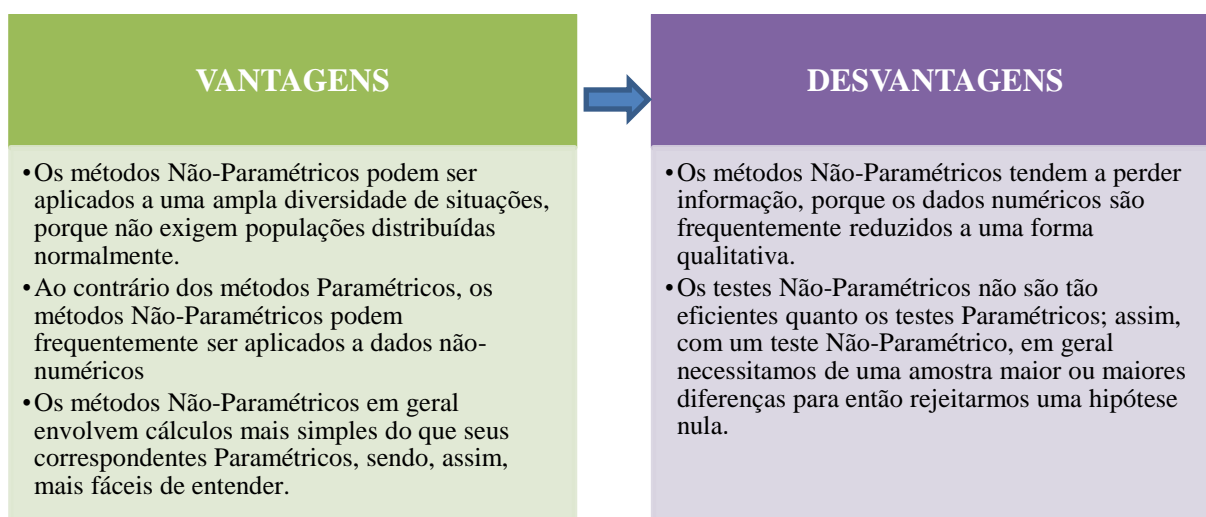 VANTAGENS
•Os métodos Não-Paramétricos podem ser
aplicados a uma ampla diversidade de situações,
porque não exigem populações distribuídas
normalmente.
•Ao contrário dos métodos Paramétricos, os
métodos Não-Paramétricos podem
frequentemente ser aplicados a dados não-
numéricos
•Os métodos Não-Paramétricos em geral
envolvem cálculos mais simples do que seus
correspondentes Paramétricos, sendo, assim,
mais fáceis de entender.
DESVANTAGENS
•Os métodos Não-Paramétricos tendem a perder
informação, porque os dados numéricos são
frequentemente reduzidos a uma forma
qualitativa.
•Os testes Não-Paramétricos não são tão
eficientes quanto os testes Paramétricos; assim,
com um teste Não-Paramétrico, em geral
necessitamos de uma amostra maior ou maiores
diferenças para então rejeitarmos uma hipótese
nula.